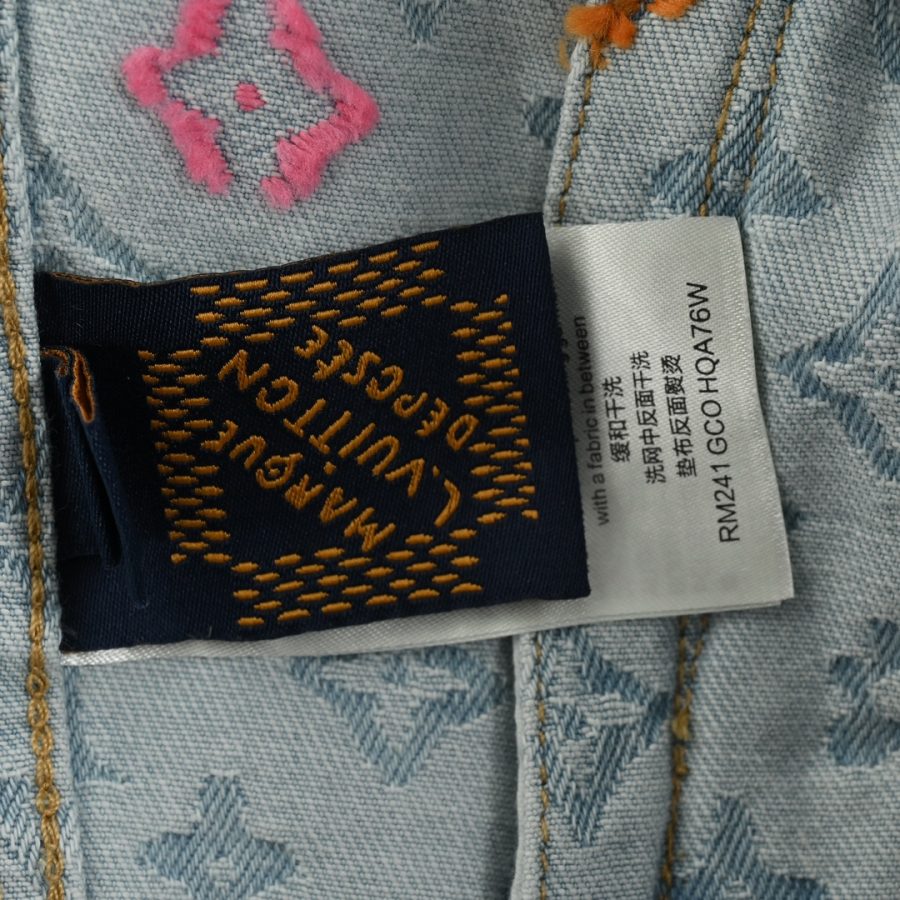 MARQUE
L.VUITTON
DÉPOSÉE
with a fabric in between
缓和干洗
洗网中反面干洗
垫布反面熨烫
RM241 GCO HQA76W